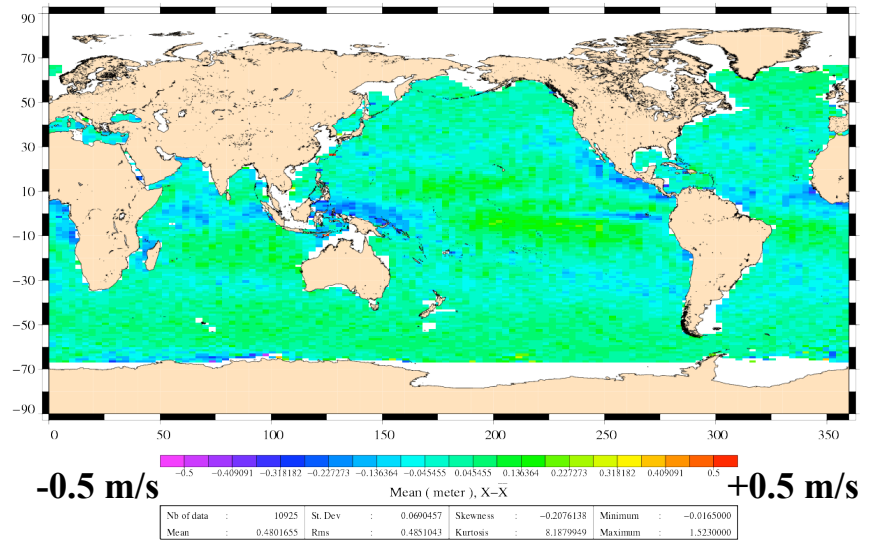 90
70
50
30
10
−10
−30
−50
−70
−90
0 50 100 150 200 250 300 350
−0.5 −0.409091 −0.318182 −0.227273 −0.136364 −0.045455 0.045455 0.136364 0.227273 0.318182 0.409091 0.5
-0.5 m/s Mean ( meter ), X−X̅ +0.5 m/s
Nb of data : 10925 St. Dev : 0.0690457 Skewness : −0.2076138 Minimum : −0.0165000
Mean : 0.4801655 Rms : 0.4851043 Kurtosis : 8.1879949 Maximum : 1.5230000